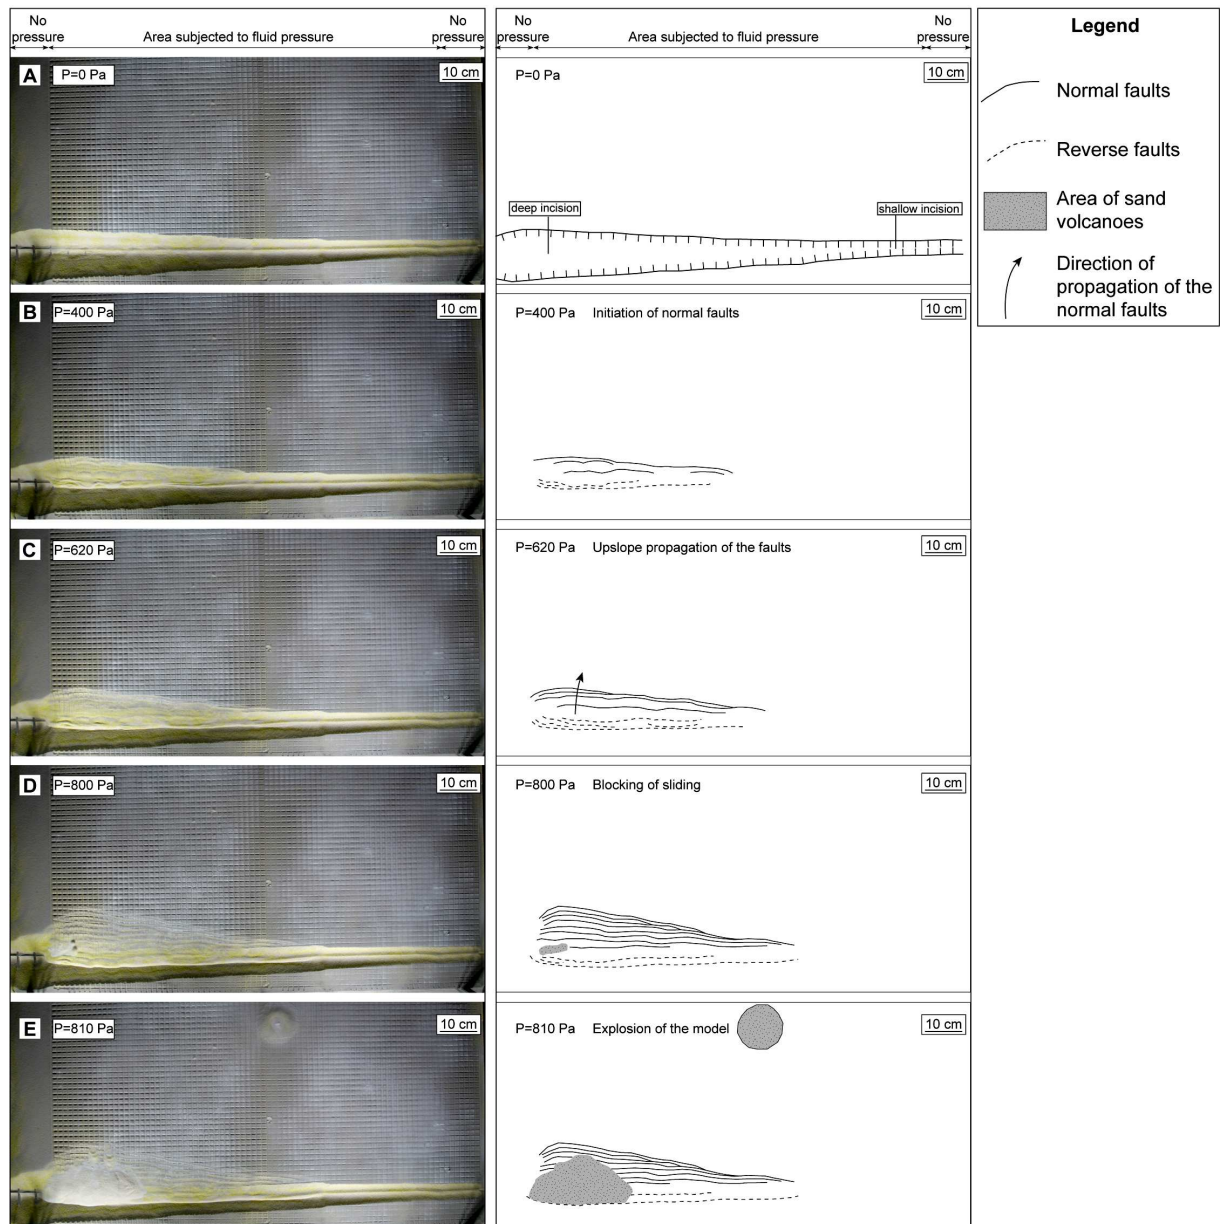 No pressure
Area subjected to fluid pressure
No pressure
No pressure
Area subjected to fluid pressure
No pressure
Legend
Normal faults
Reverse faults
Area of sand
volcanoes
Direction of
propagation of the
normal faults
A
P=0 Pa
10 cm
P=0 Pa
10 cm
deep incision
shallow incision
B
P=400 Pa
10 cm
P=400 Pa Initiation of normal faults
10 cm
C
P=620 Pa
10 cm
P=620 Pa Upslope propagation of the faults
10 cm
D
P=800 Pa
10 cm
P=800 Pa Blocking of sliding
10 cm
E
P=810 Pa
10 cm
P=810 Pa Explosion of the model
10 cm